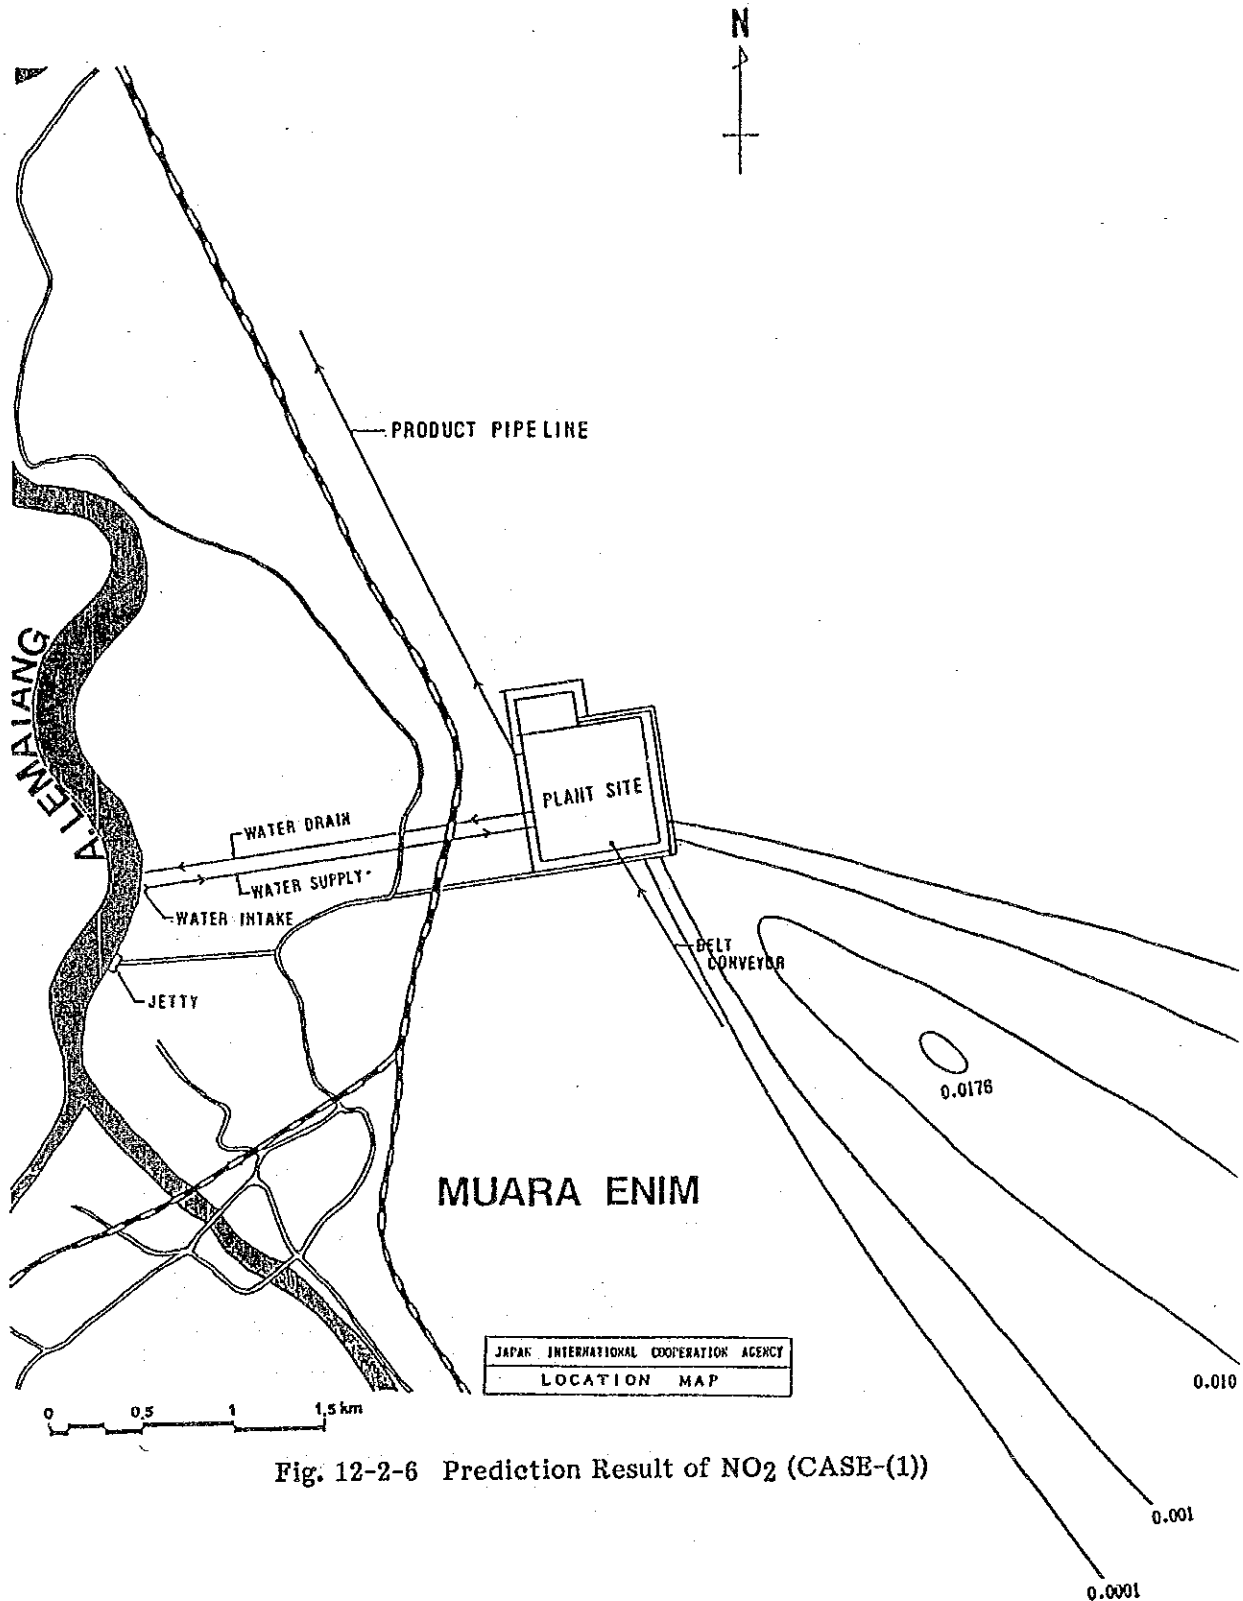 N
PRODUCT PIPELINE
A.LEMATANG
PLANT SITE
WATER DRAIN
WATER SUPPLY
WATER INTAKE
BELT
CONVEYOR
JETTY
0.0176
MUARA ENIM
JAPAN INTERNATIONAL COOPERATION AGENCY
LOCATION MAP
0.010
0 0.5 1 1.5 km
Fig. 12-2-6 Prediction Result of NO2 (CASE-(1))
0.001
0.0001